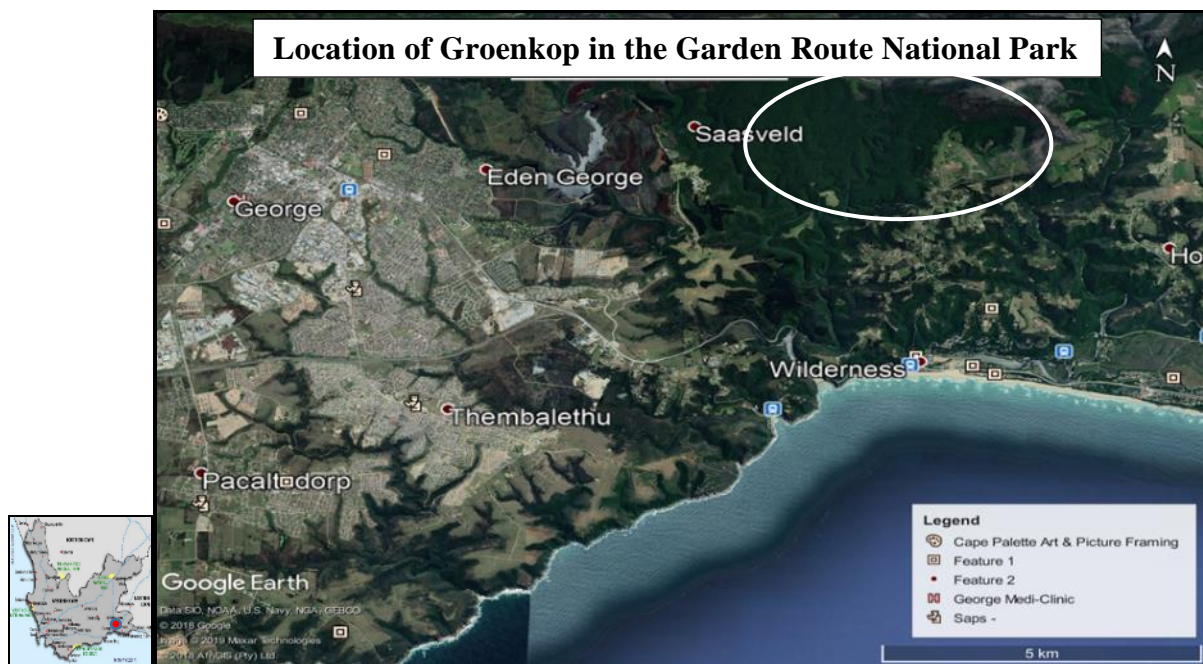 Location of Groenkop in the Garden Route National Park
N
Saasveld
Eden George
George
Ho
Wilderness
Thembalethu
Pacaltsdorp
Legend
Cape Palette Art & Picture Framing
Feature 1
Feature 2
George Medi-Clinic
Saps -
Google Earth
Data SIO, NOAA, U.S. Navy, NGA, GEBCO
© 2018 Google
Image © 2019 Maxar Technologies
© 2018 AfriGIS (Pty) Ltd.
5 km